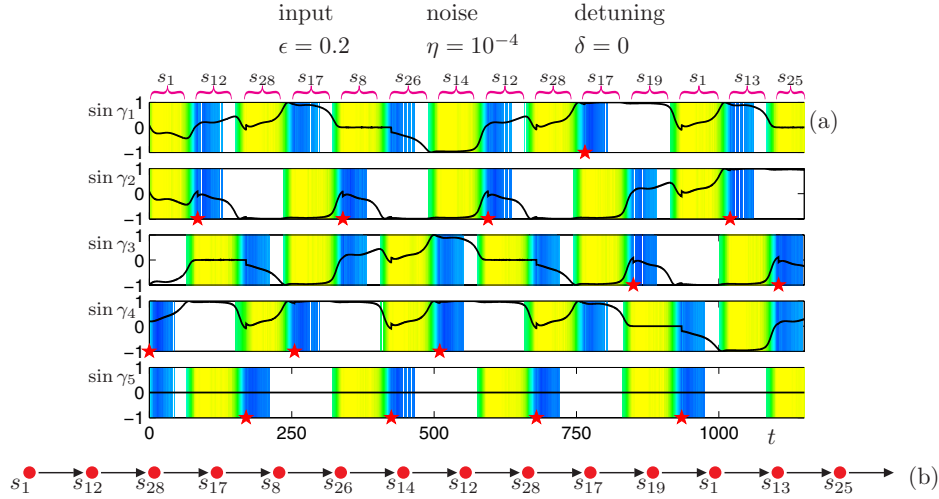 input noise detuning
ϵ = 0.2 η = 10⁻⁴ δ = 0
s₁ s₁₂ s₂₈ s₁₇ s₈ s₂₆ s₁₄ s₁₂ s₂₈ s₁₇ s₁₉ s₁ s₁₃ s₂₅
sin γ₁ 1 0 −1 (a)
sin γ₂ 1 0 −1
sin γ₃ 1 0 −1
sin γ₄ 1 0 −1
sin γ₅ 1 0 −1
0 250 500 750 1000 t
s₁ s₁₂ s₂₈ s₁₇ s₈ s₂₆ s₁₄ s₁₂ s₂₈ s₁₇ s₁₉ s₁ s₁₃ s₂₅ (b)